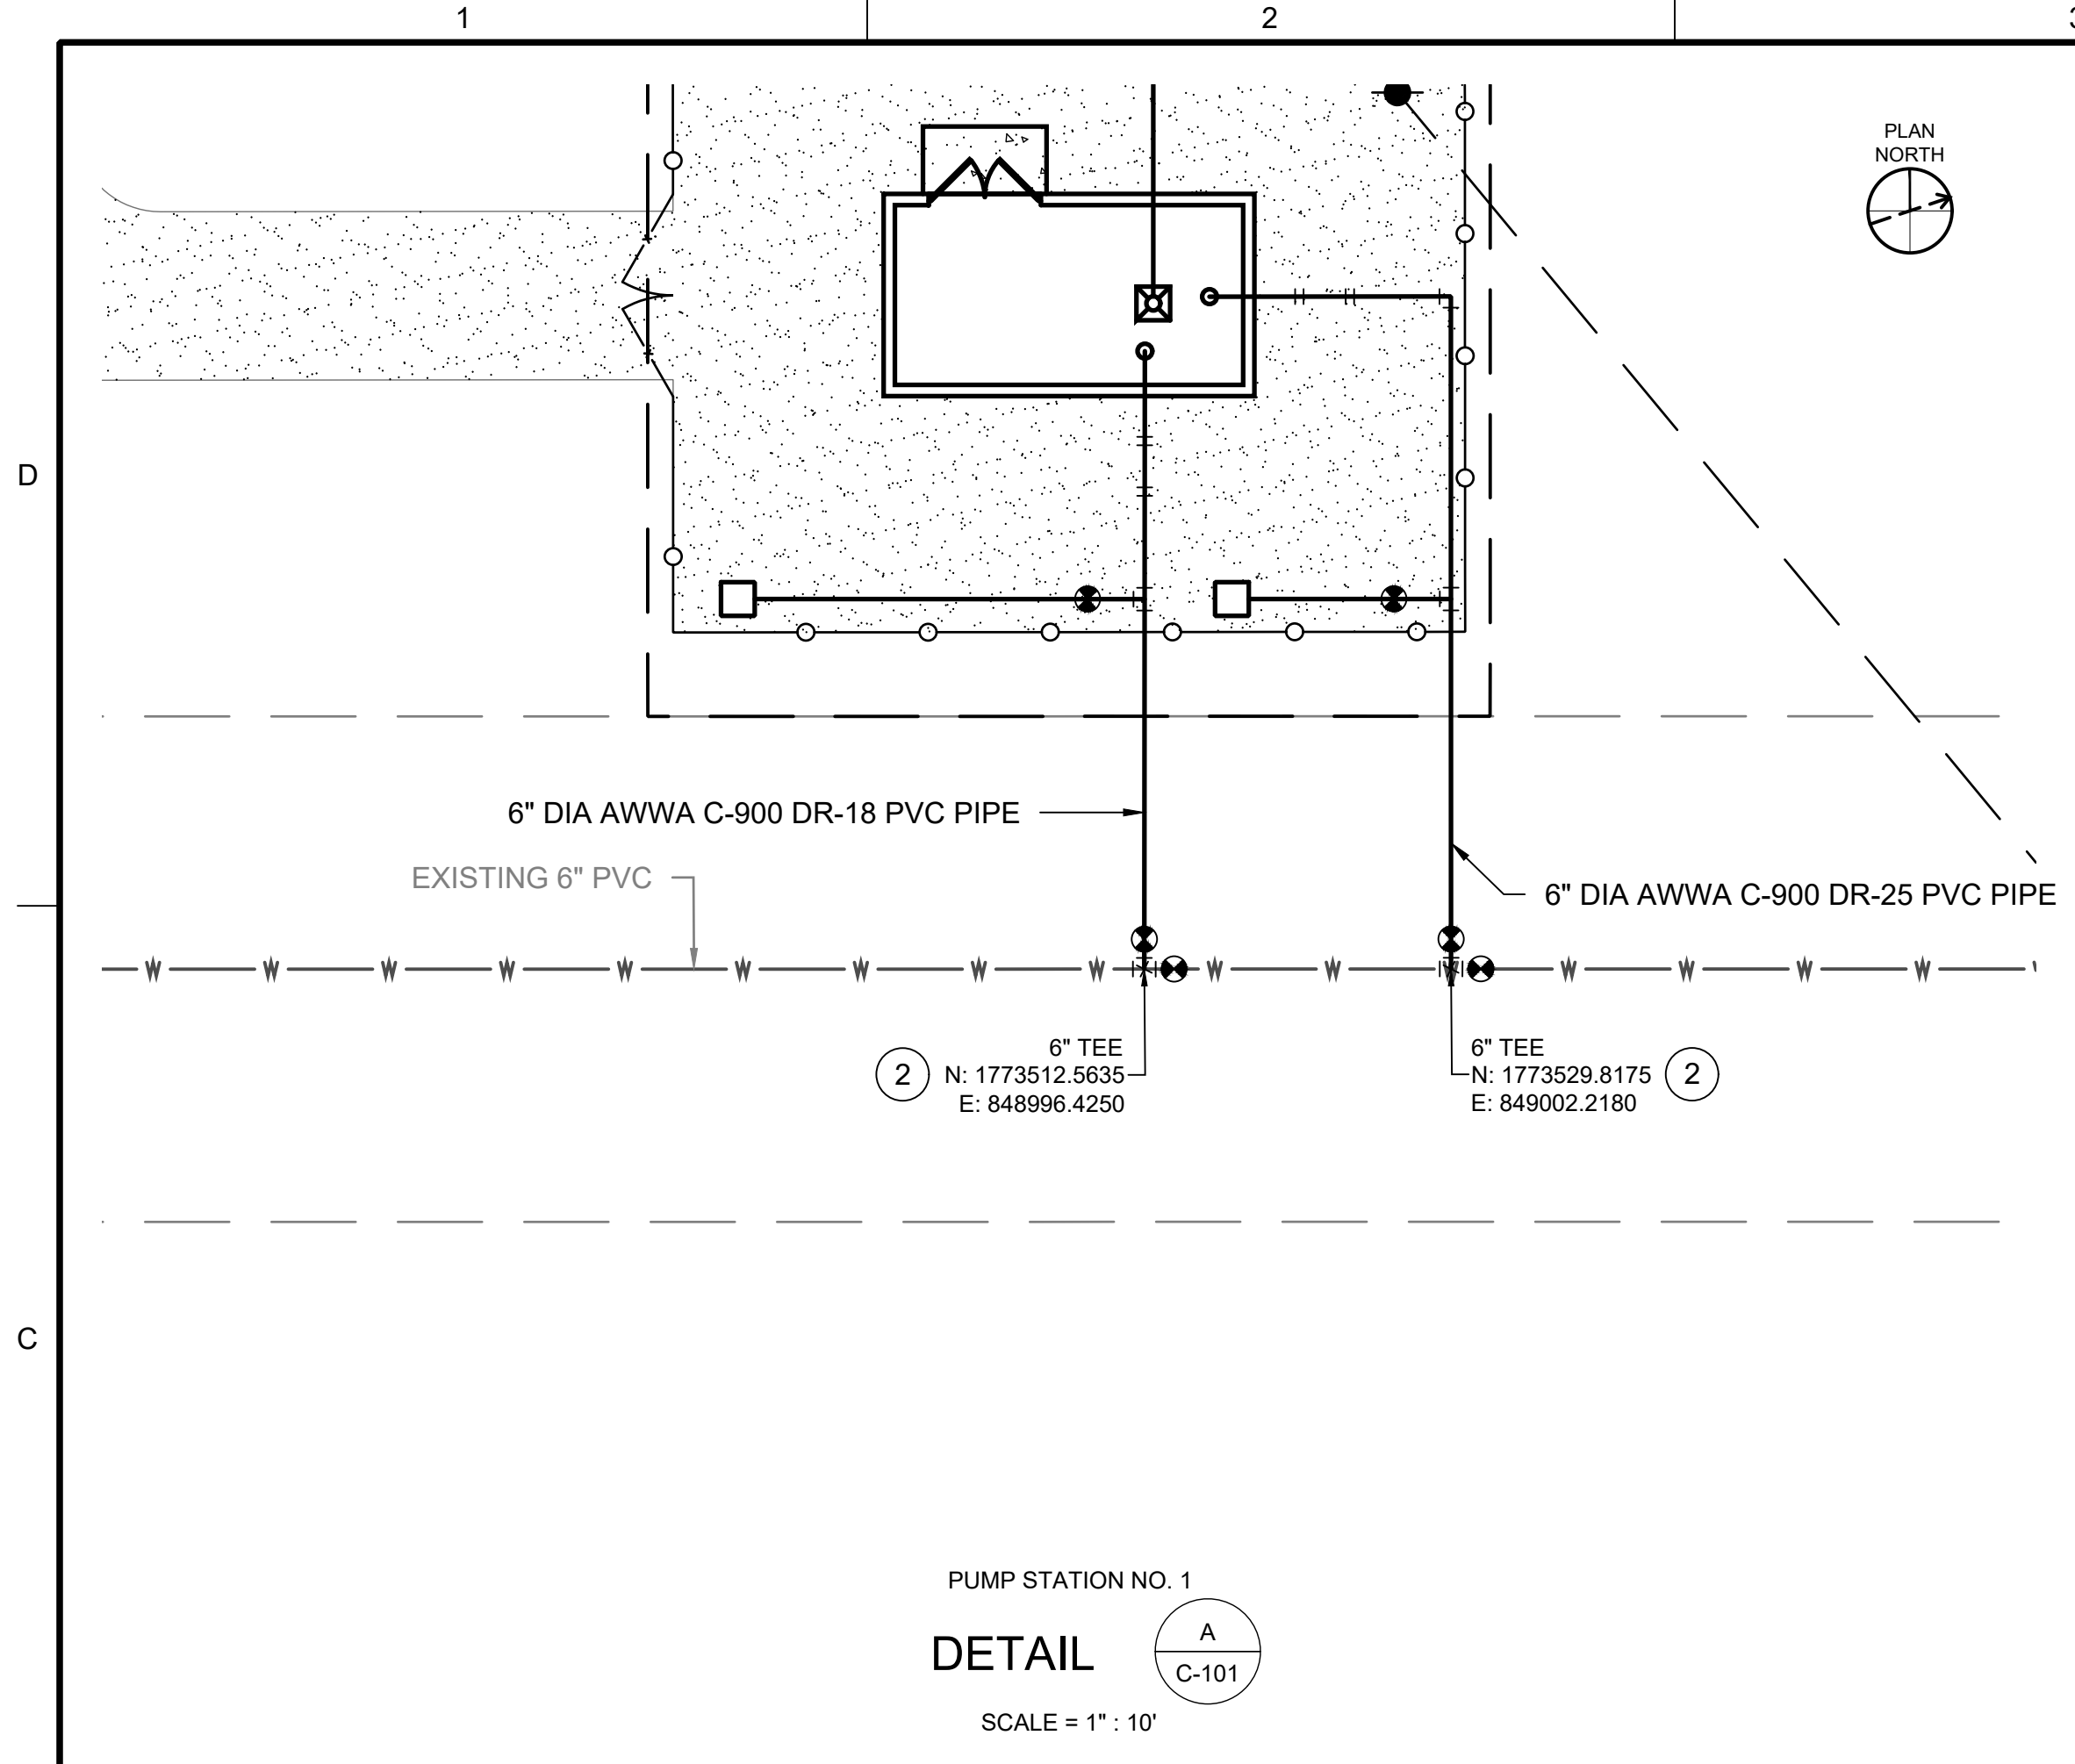 1
2
3
PLAN
NORTH
D
6" DIA AWWA C-900 DR-18 PVC PIPE
EXISTING 6" PVC
6" DIA AWWA C-900 DR-25 PVC PIPE
W W W W W W W W W W W W W W W W
6" TEE
2 N: 1773512.5635
E: 848996.4250
6" TEE
N: 1773529.8175 2
E: 849002.2180
C
PUMP STATION NO. 1
DETAIL
A
C-101
SCALE = 1" : 10'